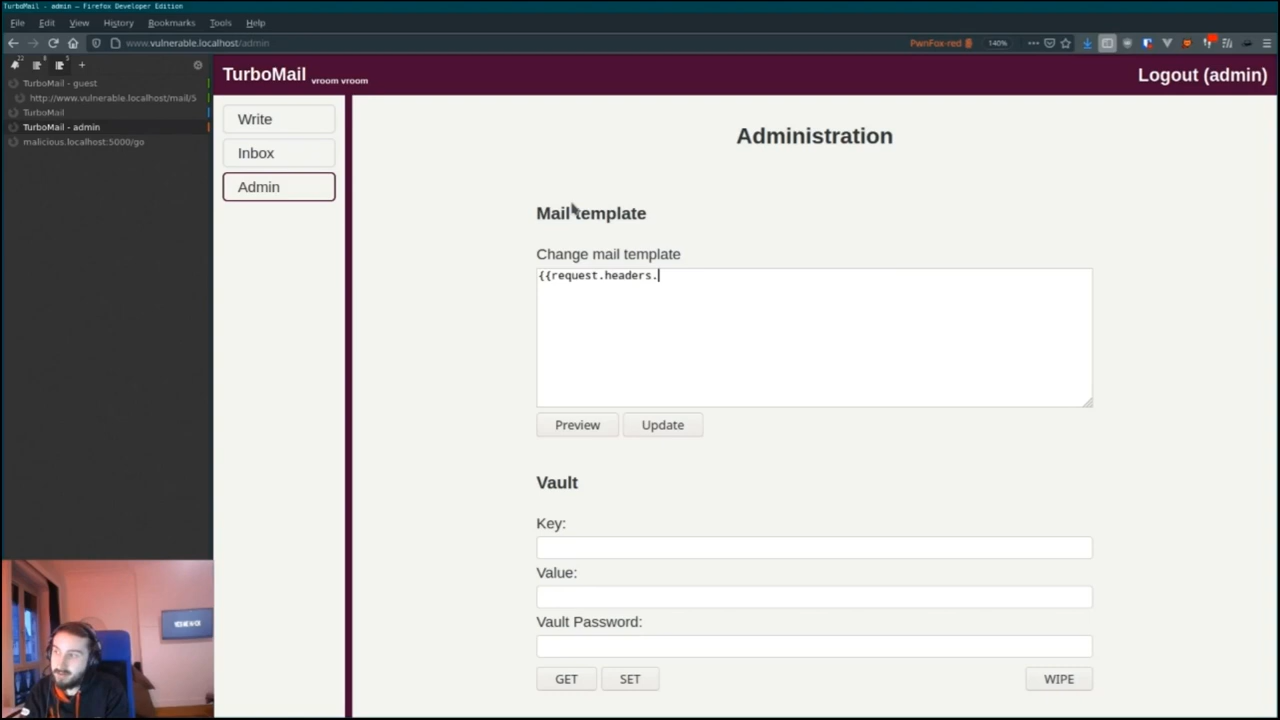 TurboMail - admin — Firefox Developer Edition
File Edit View History Bookmarks Tools Help
www.vulnerable.localhost/admin PwnFox-red 140%
TurboMail - guest
http://www.vulnerable.localhost/mail/5
TurboMail
TurboMail - admin
malicious.localhost:5000/go
TurboMail vroom vroom Logout (admin)
Write
Inbox
Admin
Administration
Mail template
Change mail template
{{request.headers.
Preview Update
Vault
Key:
Value:
Vault Password:
GET SET WIPE